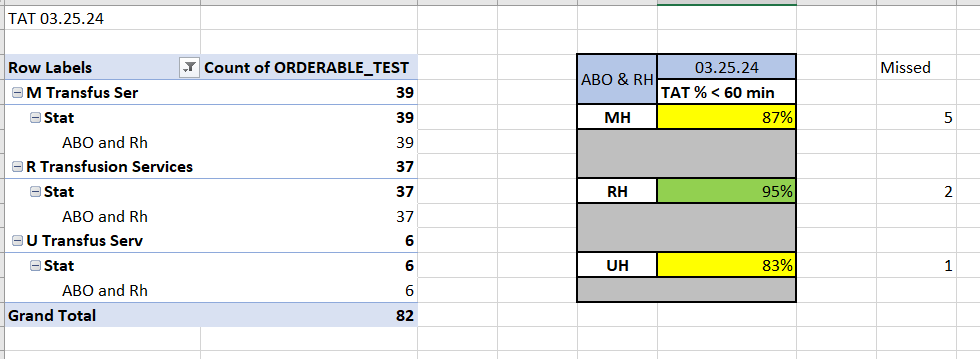 TAT 03.25.24
Row Labels Count of ORDERABLE_TEST
M Transfus Ser 39
Stat 39
ABO and Rh 39
R Transfusion Services 37
Stat 37
ABO and Rh 37
U Transfus Serv 6
Stat 6
ABO and Rh 6
Grand Total 82
ABO & RH 03.25.24 Missed
TAT % < 60 min
MH 87% 5
RH 95% 2
UH 83% 1